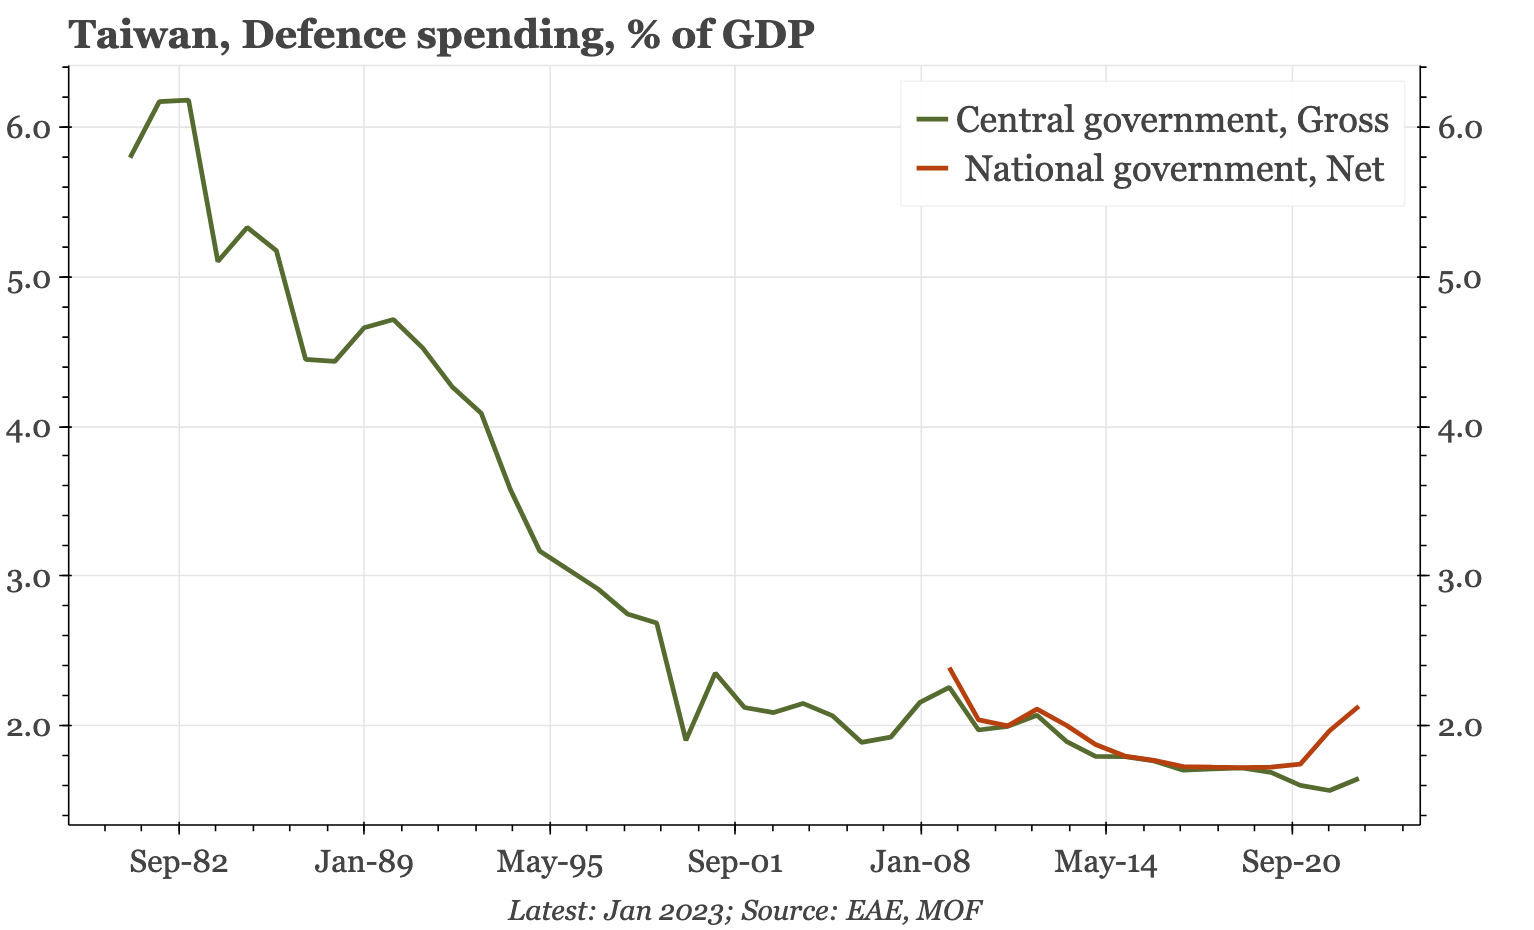 Taiwan, Defence spending, % of GDP
Central government, Gross
National government, Net
6.0 6.0
5.0 5.0
4.0 4.0
3.0 3.0
2.0 2.0
Sep-82 Jan-89 May-95 Sep-01 Jan-08 May-14 Sep-20
Latest: Jan 2023; Source: EAE, MOF